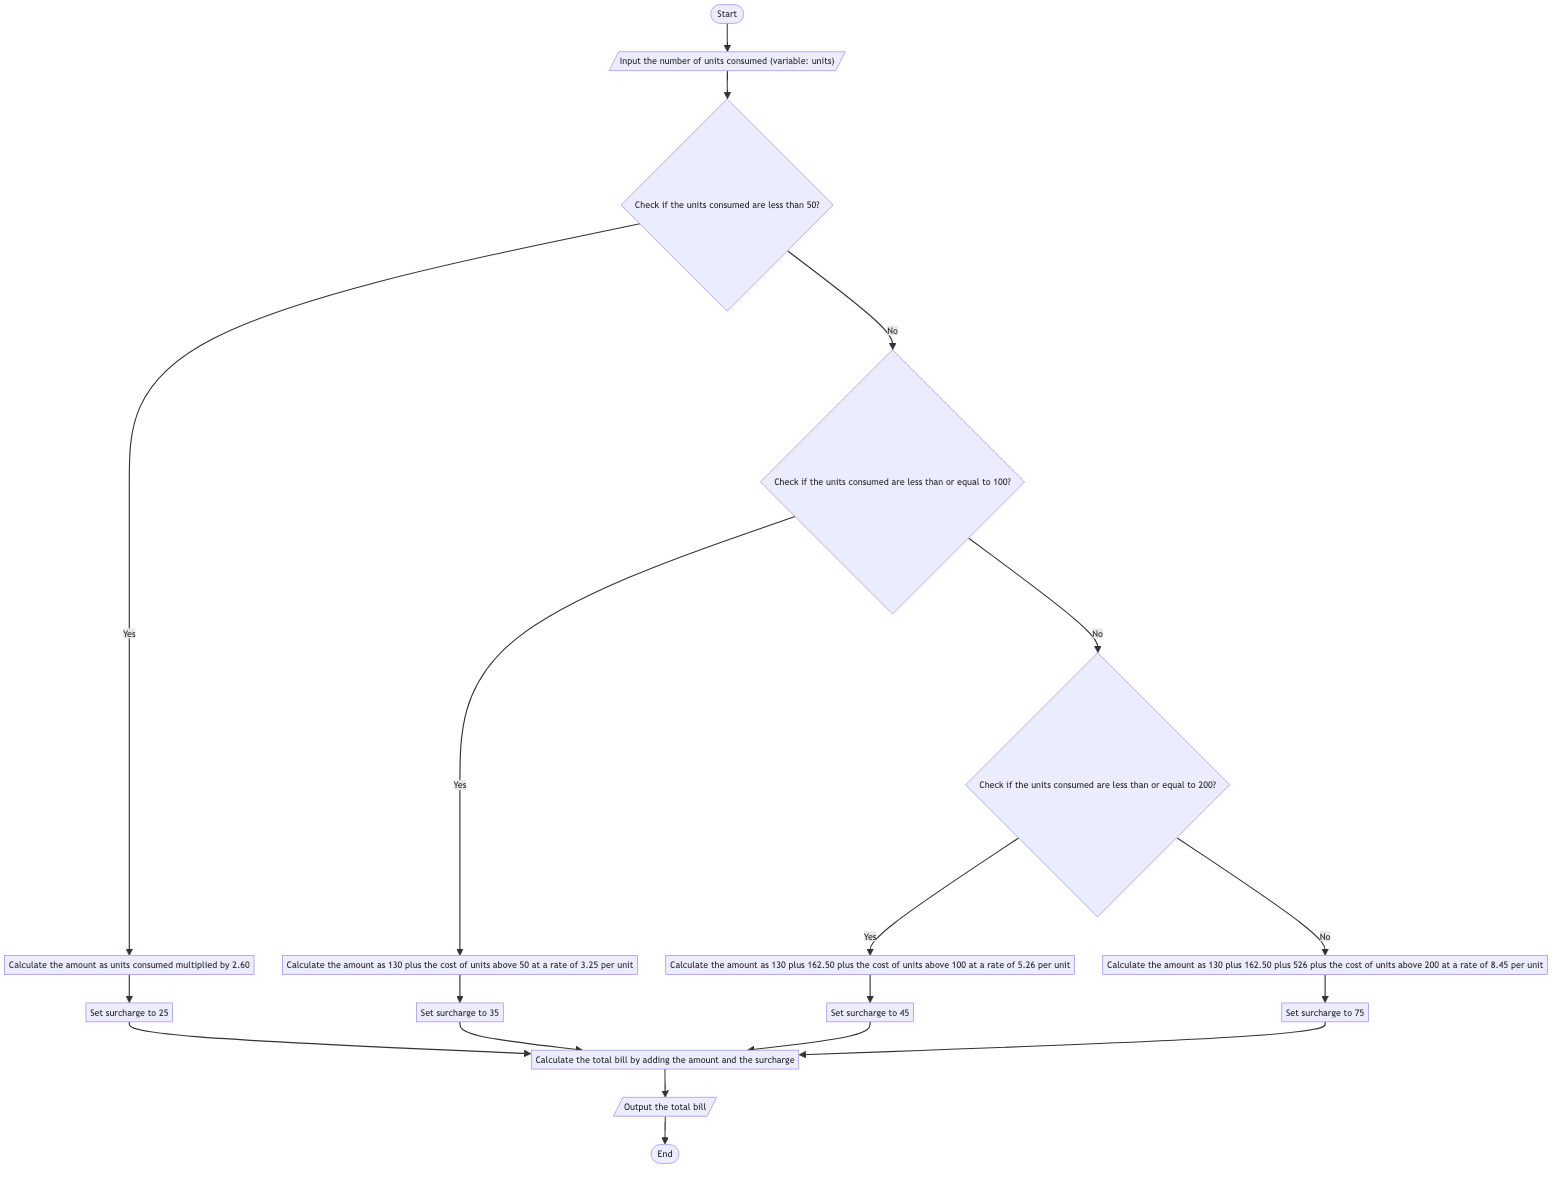 Start
Input the number of units consumed (variable: units)
Check if the units consumed are less than 50?
No
Check if the units consumed are less than or equal to 100?
Yes
No
Yes
Check if the units consumed are less than or equal to 200?
Yes
No
Calculate the amount as units consumed multiplied by 2.60
Calculate the amount as 130 plus the cost of units above 50 at a rate of 3.25 per unit
Calculate the amount as 130 plus 162.50 plus the cost of units above 100 at a rate of 5.26 per unit
Calculate the amount as 130 plus 162.50 plus 526 plus the cost of units above 200 at a rate of 8.45 per unit
Set surcharge to 25
Set surcharge to 35
Set surcharge to 45
Set surcharge to 75
Calculate the total bill by adding the amount and the surcharge
Output the total bill
End